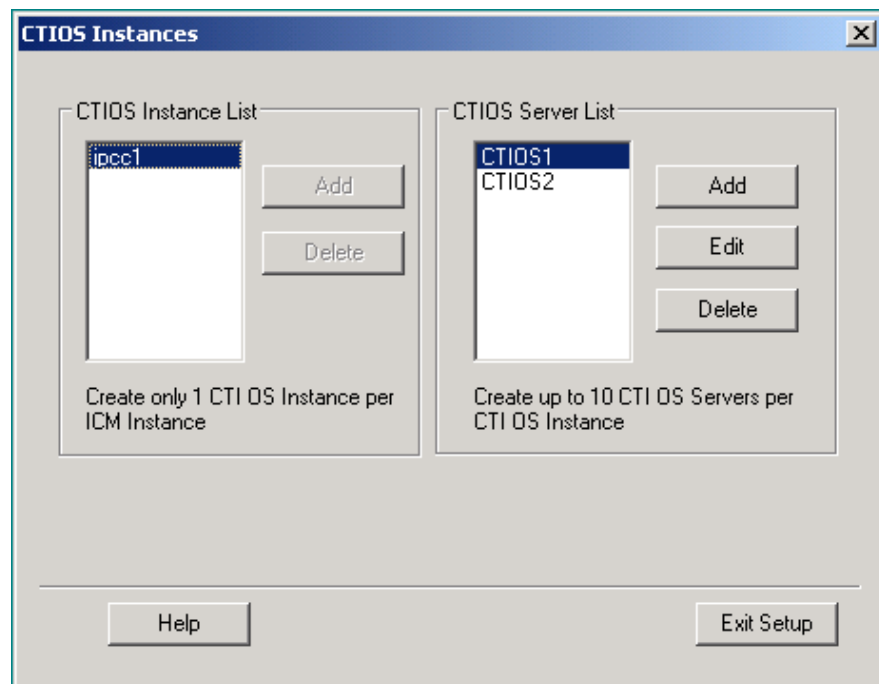 CTIOS Instances
CTIOS Instance List
ipcc1
Add
Delete
Create only 1 CTI OS Instance per
ICM Instance
CTIOS Server List
CTIOS1
CTIOS2
Add
Edit
Delete
Create up to 10 CTI OS Servers per
CTI OS Instance
Help
Exit Setup